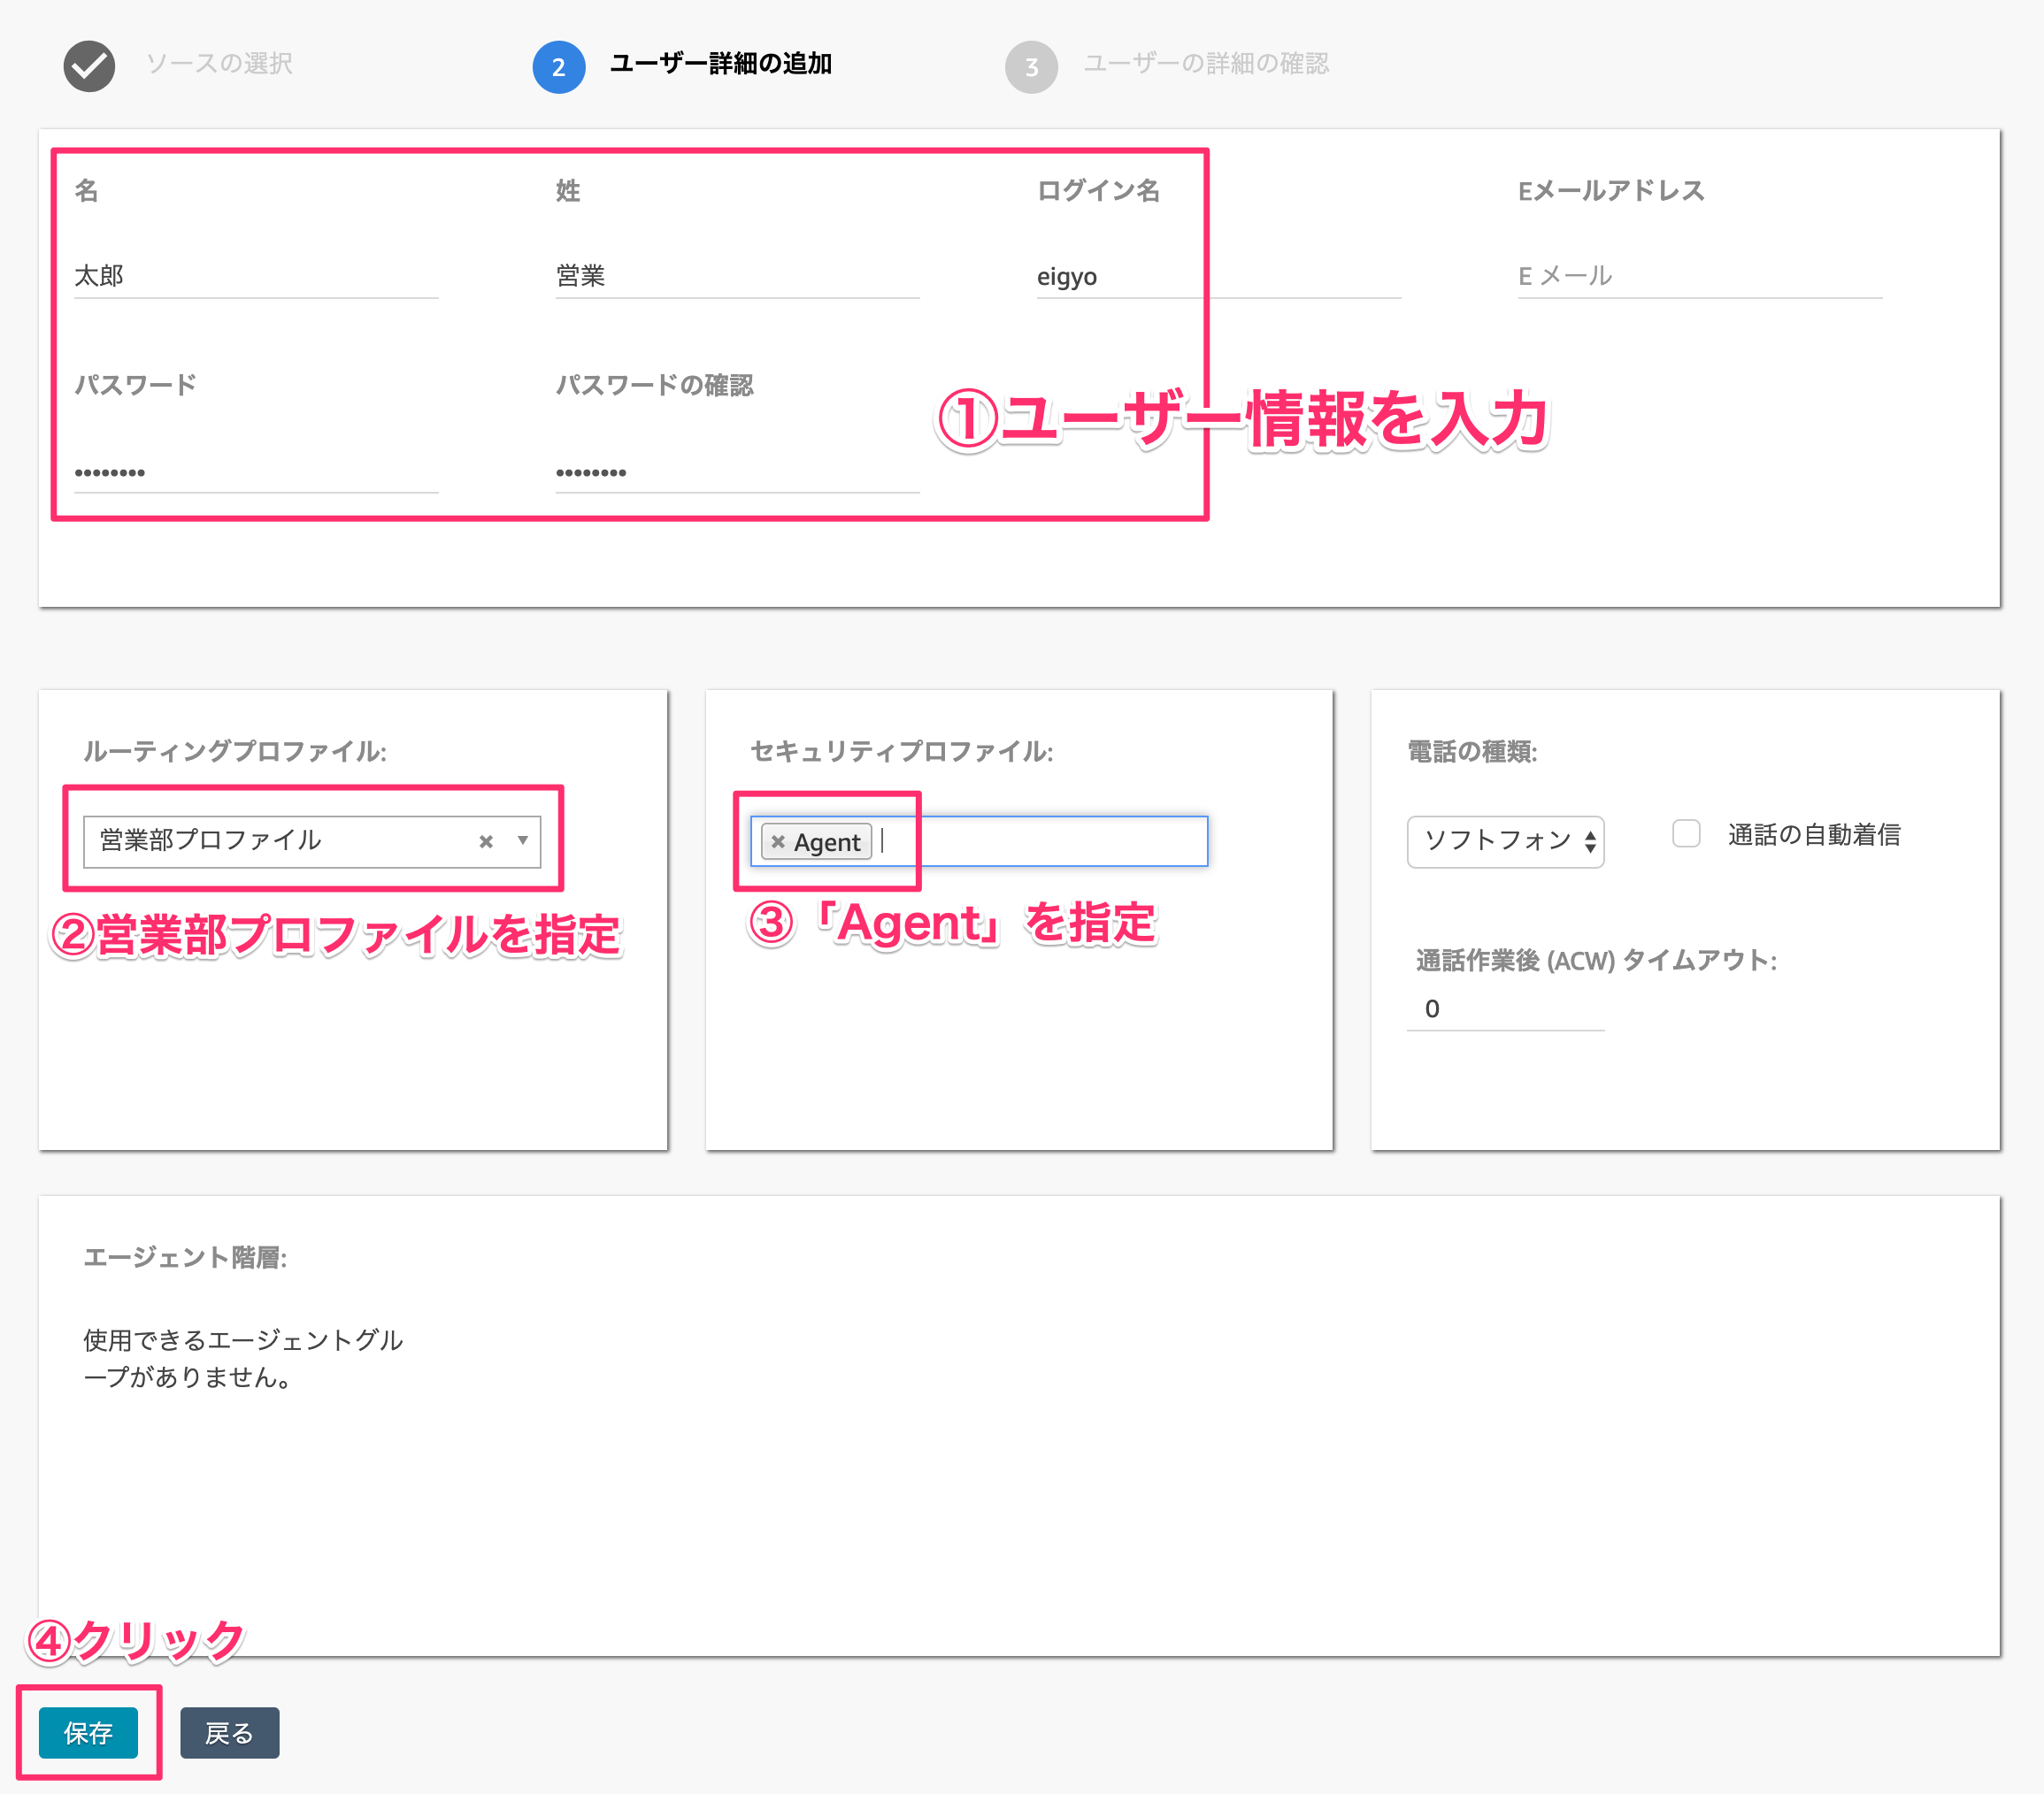 ソースの選択
2 ユーザー詳細の追加
3 ユーザーの詳細の確認
名
姓
ログイン名
Eメールアドレス
太郎
営業
eigyo
E メール
パスワード
パスワードの確認
••••••••
••••••••
①ユーザー情報を入力
ルーティングプロファイル:
営業部プロファイル
②営業部プロファイルを指定
セキュリティプロファイル:
Agent
③「Agent」を指定
電話の種類:
ソフトフォン
通話の自動着信
通話作業後 (ACW) タイムアウト:
0
エージェント階層:
使用できるエージェントグル
ープがありません。
④クリック
保存
戻る